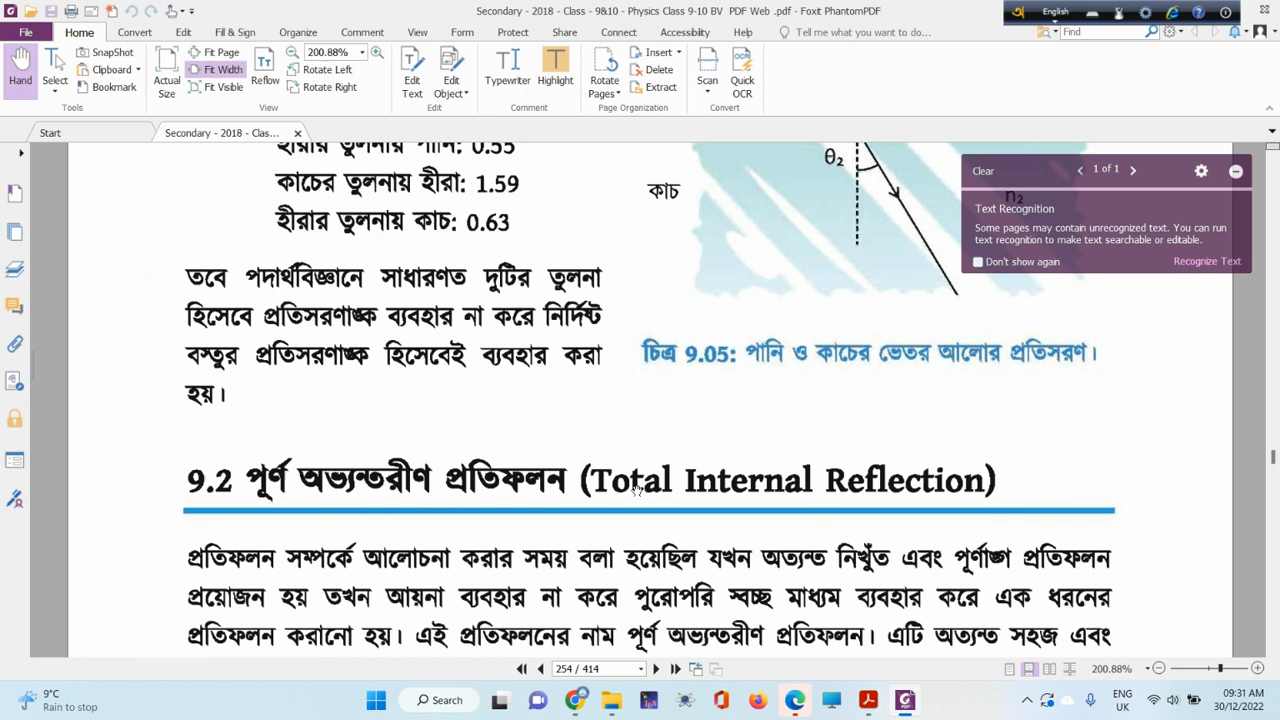 Secondary - 2018 - Class - 9&10 - Physics Class 9-10 BV PDF Web .pdf - Foxit PhantomPDF
English
File Home Convert Edit Fill & Sign Organize Comment View Form Protect Share Connect Accessibility Help Tell me what you want to do... Find
Hand
Select
SnapShot
Clipboard
Bookmark
Tools
Actual Size
Fit Page
Fit Width
Fit Visible
Reflow
200.88%
Rotate Left
Rotate Right
View
Edit Text
Edit Object
Edit
Typewriter
Highlight
Comment
Rotate Pages
Insert
Delete
Extract
Page Organization
Scan
Quick OCR
Convert
Start
Secondary - 2018 - Clas...
হীরার তুলনায় পানি: 0.55
কাচের তুলনায় হীরা: 1.59
হীরার তুলনায় কাচ: 0.63
θ2
কাচ
n2
Clear
1 of 1
Text Recognition
Some pages may contain unrecognized text. You can run
text recognition to make text searchable or editable.
Don't show again
Recognize Text
তবে পদার্থবিজ্ঞানে সাধারণত দুটির তুলনা
হিসেবে প্রতিসরণাঙ্ক ব্যবহার না করে নির্দিষ্ট
বস্তুর প্রতিসরণাঙ্ক হিসেবেই ব্যবহার করা
হয়।
চিত্র 9.05: পানি ও কাচের ভেতর আলোর প্রতিসরণ।
9.2 পূর্ণ অভ্যন্তরীণ প্রতিফলন (Total Internal Reflection)
প্রতিফলন সম্পর্কে আলোচনা করার সময় বলা হয়েছিল যখন অত্যন্ত নিখুঁত এবং পূর্ণাঙ্গ প্রতিফলন
প্রয়োজন হয় তখন আয়না ব্যবহার না করে পুরোপরি স্বচ্ছ মাধ্যম ব্যবহার করে এক ধরনের
প্রতিফলন করানো হয়। এই প্রতিফলনের নাম পূর্ণ অভ্যন্তরীণ প্রতিফলন। এটি অত্যন্ত সহজ এবং
254 / 414
200.88%
9°C
Rain to stop
Search
ENG
UK
09:31 AM
30/12/2022